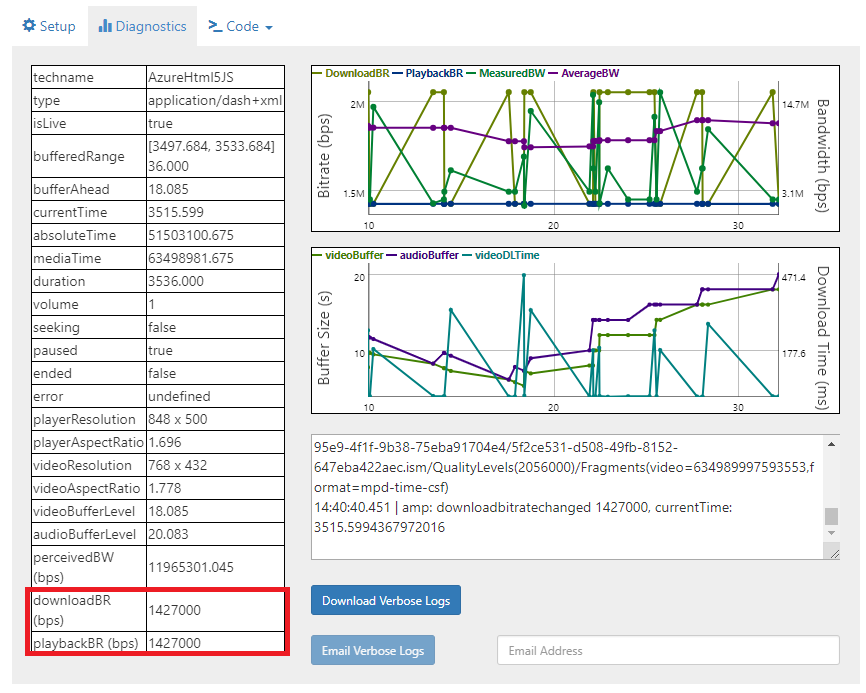 Setup
Diagnostics
Code
techname AzureHtml5JS
type application/dash+xml
isLive true
bufferedRange [3497.684, 3533.684]
36.000
bufferAhead 18.085
currentTime 3515.599
absoluteTime 51503100.675
mediaTime 63498981.675
duration 3536.000
volume 1
seeking false
paused true
ended false
error undefined
playerResolution 848 x 500
playerAspectRatio 1.696
videoResolution 768 x 432
videoAspectRatio 1.778
videoBufferLevel 18.085
audioBufferLevel 20.083
perceivedBW
(bps) 11965301.045
downloadBR
(bps) 1427000
playbackBR (bps) 1427000
DownloadBR PlaybackBR MeasuredBW AverageBW
Bitrate (bps)
2M
1.5M
14.7M
3.1M
Bandwidth (bps)
10 20 30
videoBuffer audioBuffer videoDLTime
Buffer Size (s)
20
10
471.4
177.6
Download Time (ms)
10 20 30
95e9-4f1f-9b38-75eba91704e4/5f2ce531-d508-49fb-8152-
647eba422aec.ism/QualityLevels(2056000)/Fragments(video=634989997593553,f
ormat=mpd-time-csf)
14:40:40.451 | amp: downloadbitratechanged 1427000, currentTime:
3515.5994367972016
Download Verbose Logs
Email Verbose Logs
Email Address